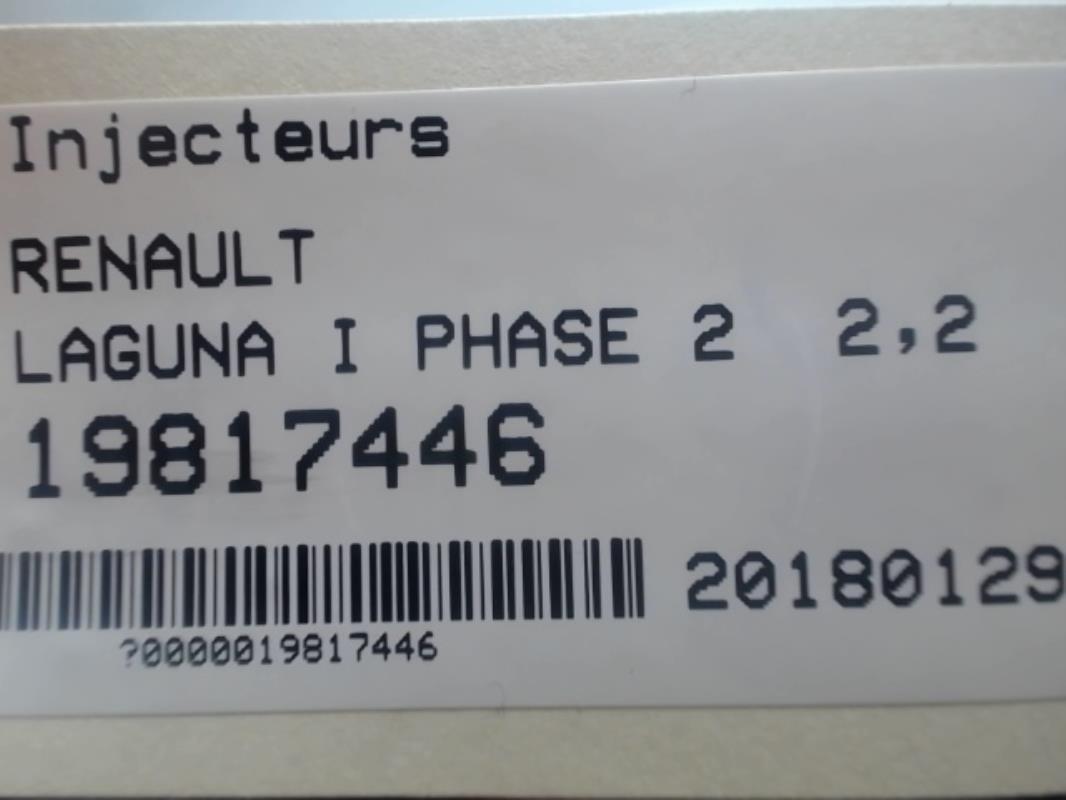 Injecteurs
RENAULT
LAGUNA I PHASE 2 2,2
19817446
20180129
?0000019817446